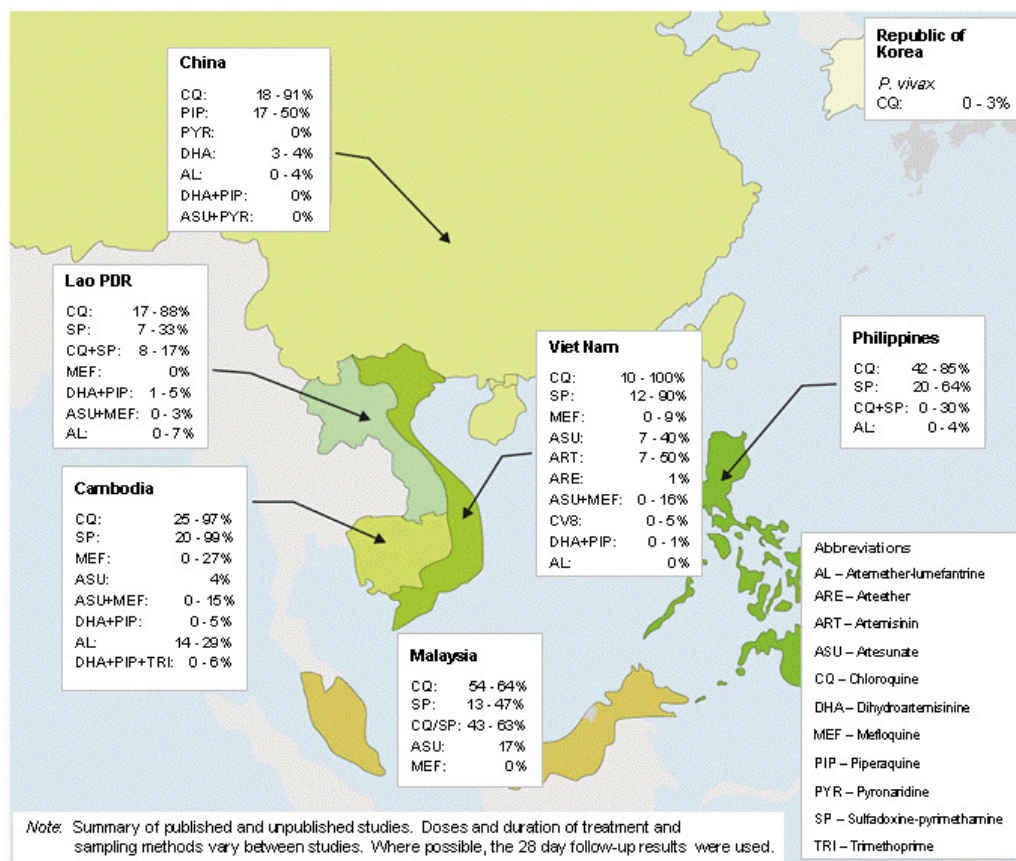 China
CQ: 18 - 91%
PIP: 17 - 50%
PYR: 0%
DHA: 3 - 4%
AL: 0 - 4%
DHA+PIP: 0%
ASU+PYR: 0%
Republic of
Korea
P. vivax
CQ: 0 - 3%
Lao PDR
CQ: 17 - 88%
SP: 7 - 33%
CQ+SP: 8 - 17%
MEF: 0%
DHA+PIP: 1 - 5%
ASU+MEF: 0 - 3%
AL: 0 - 7%
Viet Nam
CQ: 10 - 100%
SP: 12 - 90%
MEF: 0 - 9%
ASU: 7 - 40%
ART: 7 - 50%
ARE: 1%
ASU+MEF: 0 - 16%
CV8: 0 - 5%
DHA+PIP: 0 - 1%
AL: 0%
Philippines
CQ: 42 - 85%
SP: 20 - 64%
CQ+SP: 0 - 30%
AL: 0 - 4%
Cambodia
CQ: 25 - 97%
SP: 20 - 99%
MEF: 0 - 27%
ASU: 4%
ASU+MEF: 0 - 15%
DHA+PIP: 0 - 5%
AL: 14 - 29%
DHA+PIP+TRI: 0 - 6%
Malaysia
CQ: 54 - 64%
SP: 13 - 47%
CQ/SP: 43 - 63%
ASU: 17%
MEF: 0%
Abbreviations
AL – Artemether-lumefantrine
ARE – Arteether
ART – Artemisinin
ASU – Artesunate
CQ – Chloroquine
DHA – Dihydroartemisinine
MEF – Mefloquine
PIP – Piperaquine
PYR – Pyronaridine
SP – Sulfadoxine-pyrimethamine
TRI – Trimethoprime
Note: Summary of published and unpublished studies. Doses and duration of treatment and
sampling methods vary between studies. Where possible, the 28 day follow-up results were used.